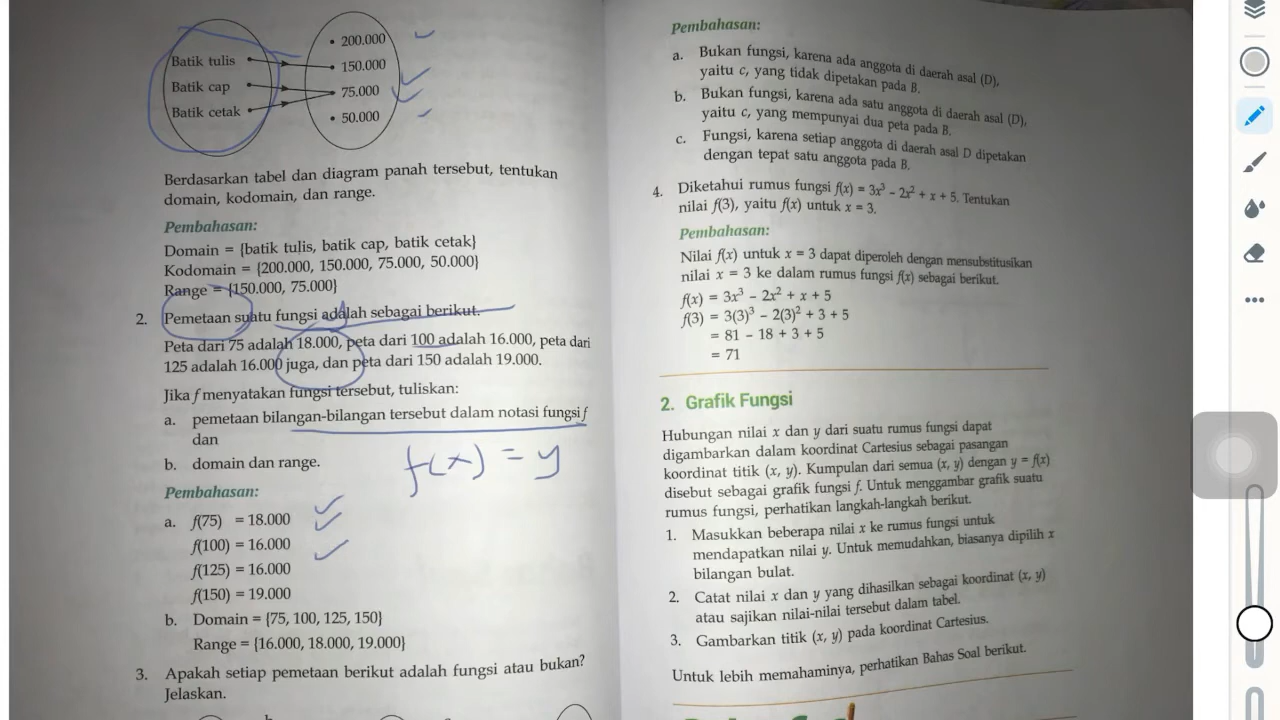 Batik tulis
Batik cap
Batik cetak
• 200.000
• 150.000
• 75.000
• 50.000
Berdasarkan tabel dan diagram panah tersebut, tentukan
domain, kodomain, dan range.
Pembahasan:
Domain = {batik tulis, batik cap, batik cetak}
Kodomain = {200.000, 150.000, 75.000, 50.000}
Range = {150.000, 75.000}
2. Pemetaan suatu fungsi adalah sebagai berikut.
Peta dari 75 adalah 18.000, peta dari 100 adalah 16.000, peta dari
125 adalah 16.000 juga, dan peta dari 150 adalah 19.000.
Jika f menyatakan fungsi tersebut, tuliskan:
a. pemetaan bilangan-bilangan tersebut dalam notasi fungsi f
dan
b. domain dan range.
f(x) = y
Pembahasan:
a. f(75) = 18.000
f(100) = 16.000
f(125) = 16.000
f(150) = 19.000
b. Domain = {75, 100, 125, 150}
Range = {16.000, 18.000, 19.000}
3. Apakah setiap pemetaan berikut adalah fungsi atau bukan?
Jelaskan.
Pembahasan:
a. Bukan fungsi, karena ada anggota di daerah asal (D),
yaitu c, yang tidak dipetakan pada B.
b. Bukan fungsi, karena ada satu anggota di daerah asal (D),
yaitu c, yang mempunyai dua peta pada B.
c. Fungsi, karena setiap anggota di daerah asal D dipetakan
dengan tepat satu anggota pada B.
4. Diketahui rumus fungsi f(x) = 3x³ – 2x² + x + 5. Tentukan
nilai f(3), yaitu f(x) untuk x = 3.
Pembahasan:
Nilai f(x) untuk x = 3 dapat diperoleh dengan mensubstitusikan
nilai x = 3 ke dalam rumus fungsi f(x) sebagai berikut.
f(x) = 3x³ – 2x² + x + 5
f(3) = 3(3)³ – 2(3)² + 3 + 5
= 81 – 18 + 3 + 5
= 71
2. Grafik Fungsi
Hubungan nilai x dan y dari suatu rumus fungsi dapat
digambarkan dalam koordinat Cartesius sebagai pasangan
koordinat titik (x, y). Kumpulan dari semua (x, y) dengan y = f(x)
disebut sebagai grafik fungsi f. Untuk menggambar grafik suatu
rumus fungsi, perhatikan langkah-langkah berikut.
1. Masukkan beberapa nilai x ke rumus fungsi untuk
mendapatkan nilai y. Untuk memudahkan, biasanya dipilih x
bilangan bulat.
2. Catat nilai x dan y yang dihasilkan sebagai koordinat (x, y)
atau sajikan nilai-nilai tersebut dalam tabel.
3. Gambarkan titik (x, y) pada koordinat Cartesius.
Untuk lebih memahaminya, perhatikan Bahas Soal berikut.